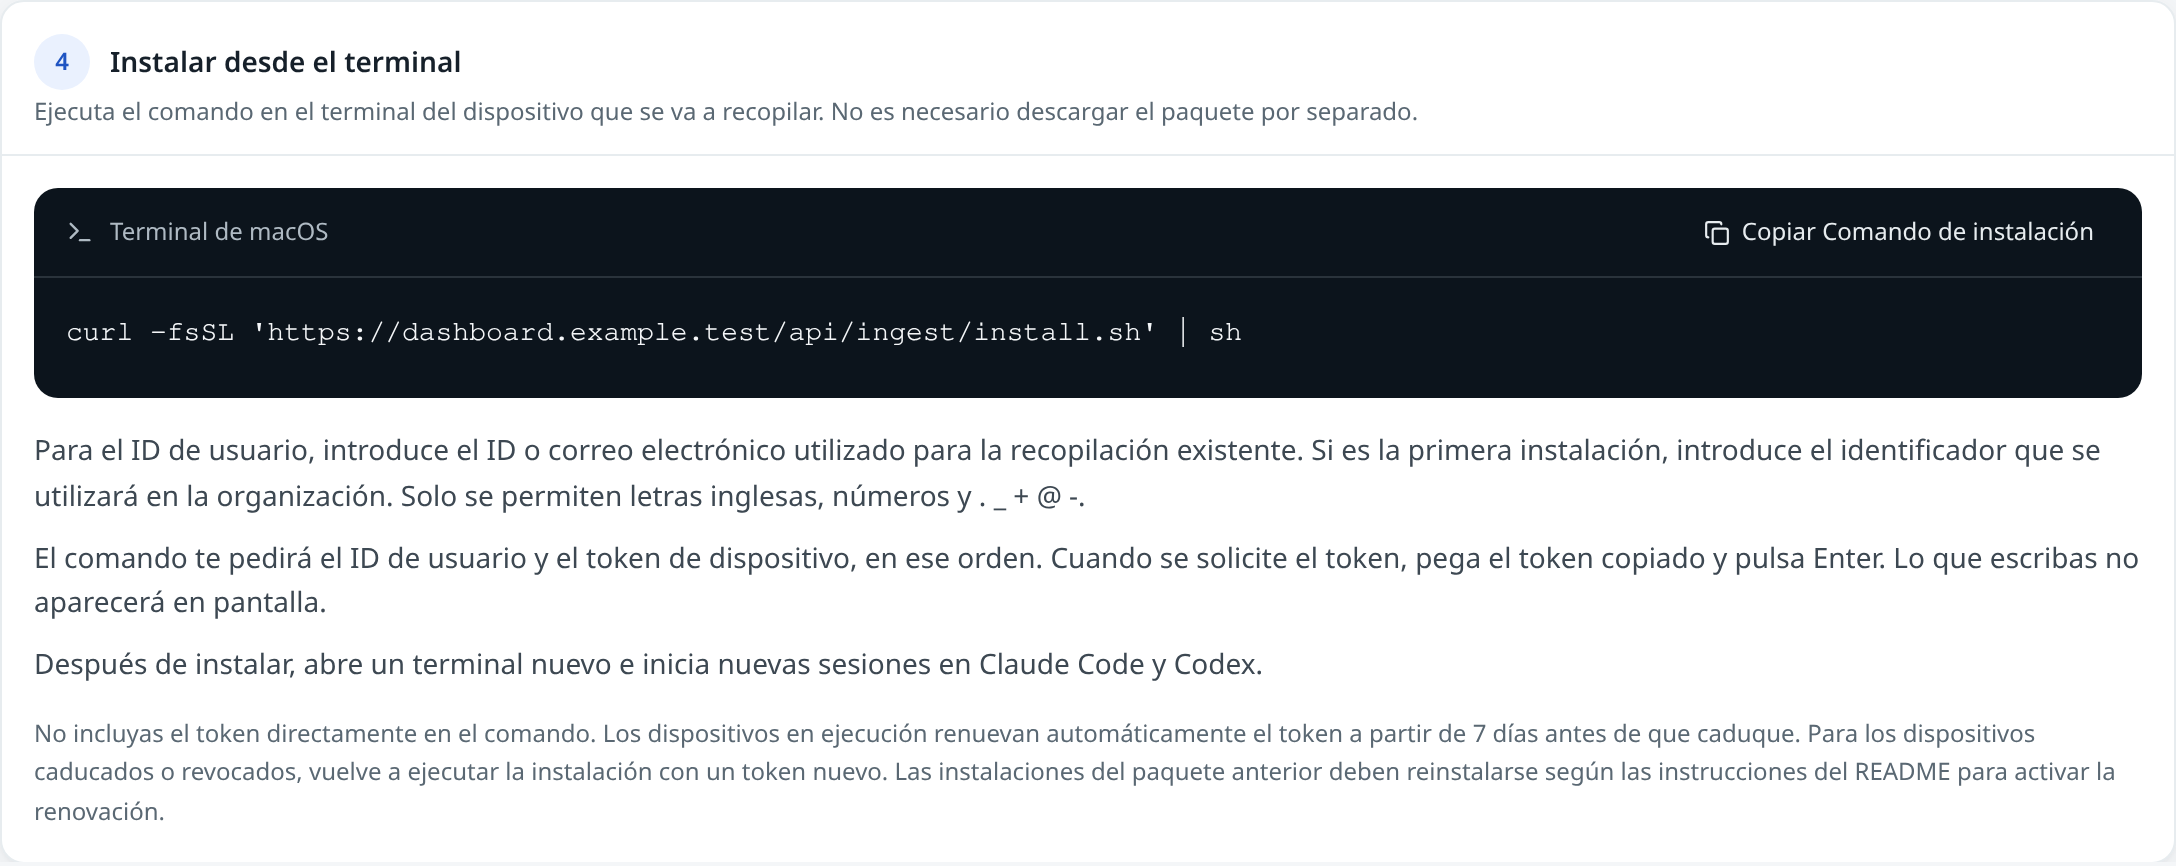 4
Instalar desde el terminal
Ejecuta el comando en el terminal del dispositivo que se va a recopilar. No es necesario descargar el paquete por separado.
Terminal de macOS
Copiar Comando de instalación
curl -fsSL 'https://dashboard.example.test/api/ingest/install.sh' | sh
Para el ID de usuario, introduce el ID o correo electrónico utilizado para la recopilación existente. Si es la primera instalación, introduce el identificador que se
utilizará en la organización. Solo se permiten letras inglesas, números y . _ + @ -.
El comando te pedirá el ID de usuario y el token de dispositivo, en ese orden. Cuando se solicite el token, pega el token copiado y pulsa Enter. Lo que escribas no
aparecerá en pantalla.
Después de instalar, abre un terminal nuevo e inicia nuevas sesiones en Claude Code y Codex.
No incluyas el token directamente en el comando. Los dispositivos en ejecución renuevan automáticamente el token a partir de 7 días antes de que caduque. Para los dispositivos
caducados o revocados, vuelve a ejecutar la instalación con un token nuevo. Las instalaciones del paquete anterior deben reinstalarse según las instrucciones del README para activar la
renovación.